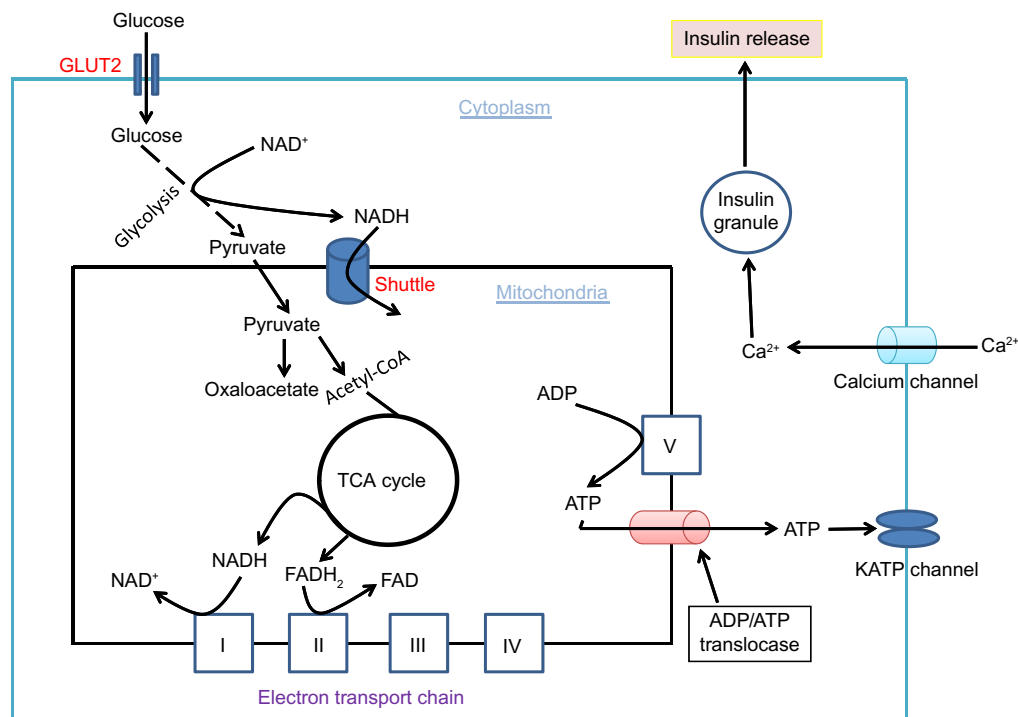 Glucose
GLUT2
Insulin release
Cytoplasm
Glucose
NAD⁺
Glycolysis
Insulin
granule
NADH
Pyruvate
Shuttle
Mitochondria
Pyruvate
Ca²⁺
Ca²⁺
Oxaloacetate
Acetyl-CoA
Calcium channel
ADP
V
TCA cycle
ATP
ATP
NADH
FADH₂
FAD
NAD⁺
KATP channel
I
II
III
IV
ADP/ATP
translocase
Electron transport chain